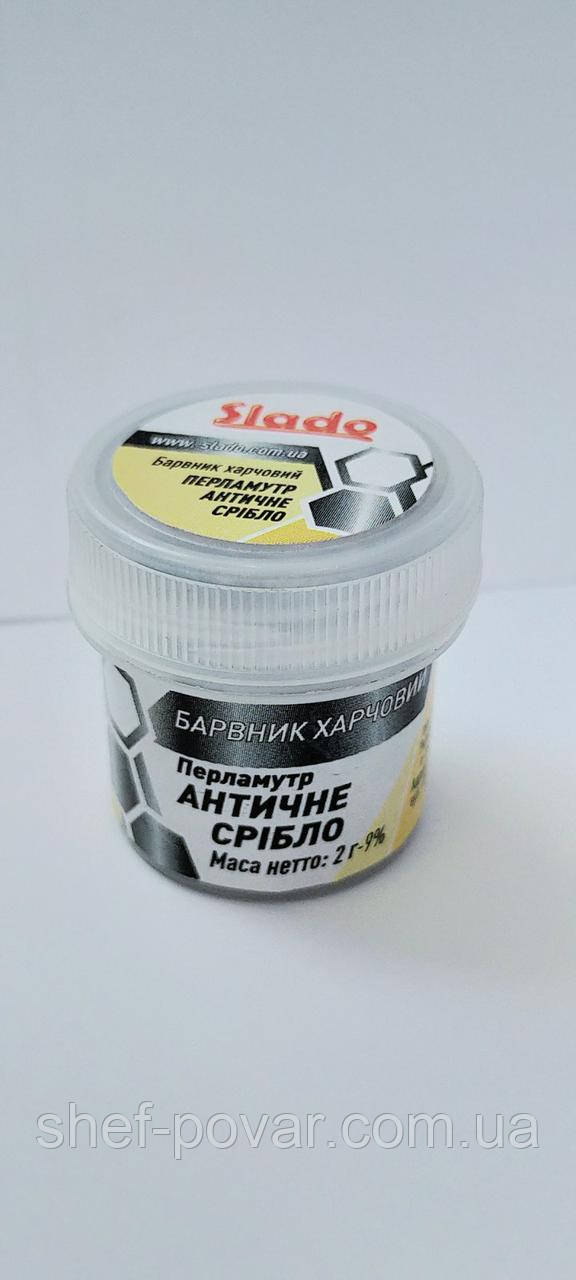 Slado
www. slado.com.ua
Барвник харчовий
ПЕРЛАМУТР
АНТИЧНЕ
СРІБЛО
БАРВНИК ХАРЧОВИЙ
Перламутр
АНТИЧНЕ
СРІБЛО
Маса нетто: 2 г-9%
shef-povar.com.ua